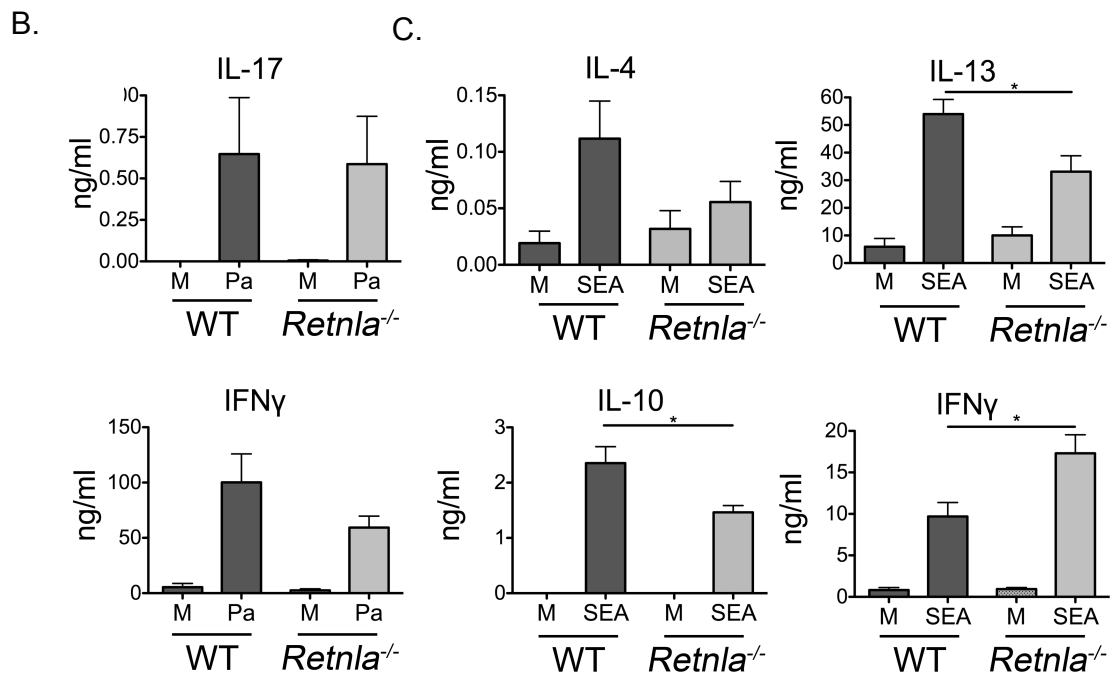 B.
IL-17
ng/ml
00
0.75
0.50
0.25
0.00
M Pa M Pa
WT Retnla-/-
IFNγ
ng/ml
150
100
50
0
M Pa M Pa
WT Retnla-/-
C.
IL-4
ng/ml
0.15
0.10
0.05
0.00
M SEA M SEA
WT Retnla-/-
IL-13
*
ng/ml
60
50
40
30
20
10
0
M SEA M SEA
WT Retnla-/-
IL-10
*
ng/ml
3
2
1
0
M SEA M SEA
WT Retnla-/-
IFNγ
*
ng/ml
20
15
10
5
0
M SEA M SEA
WT Retnla-/-